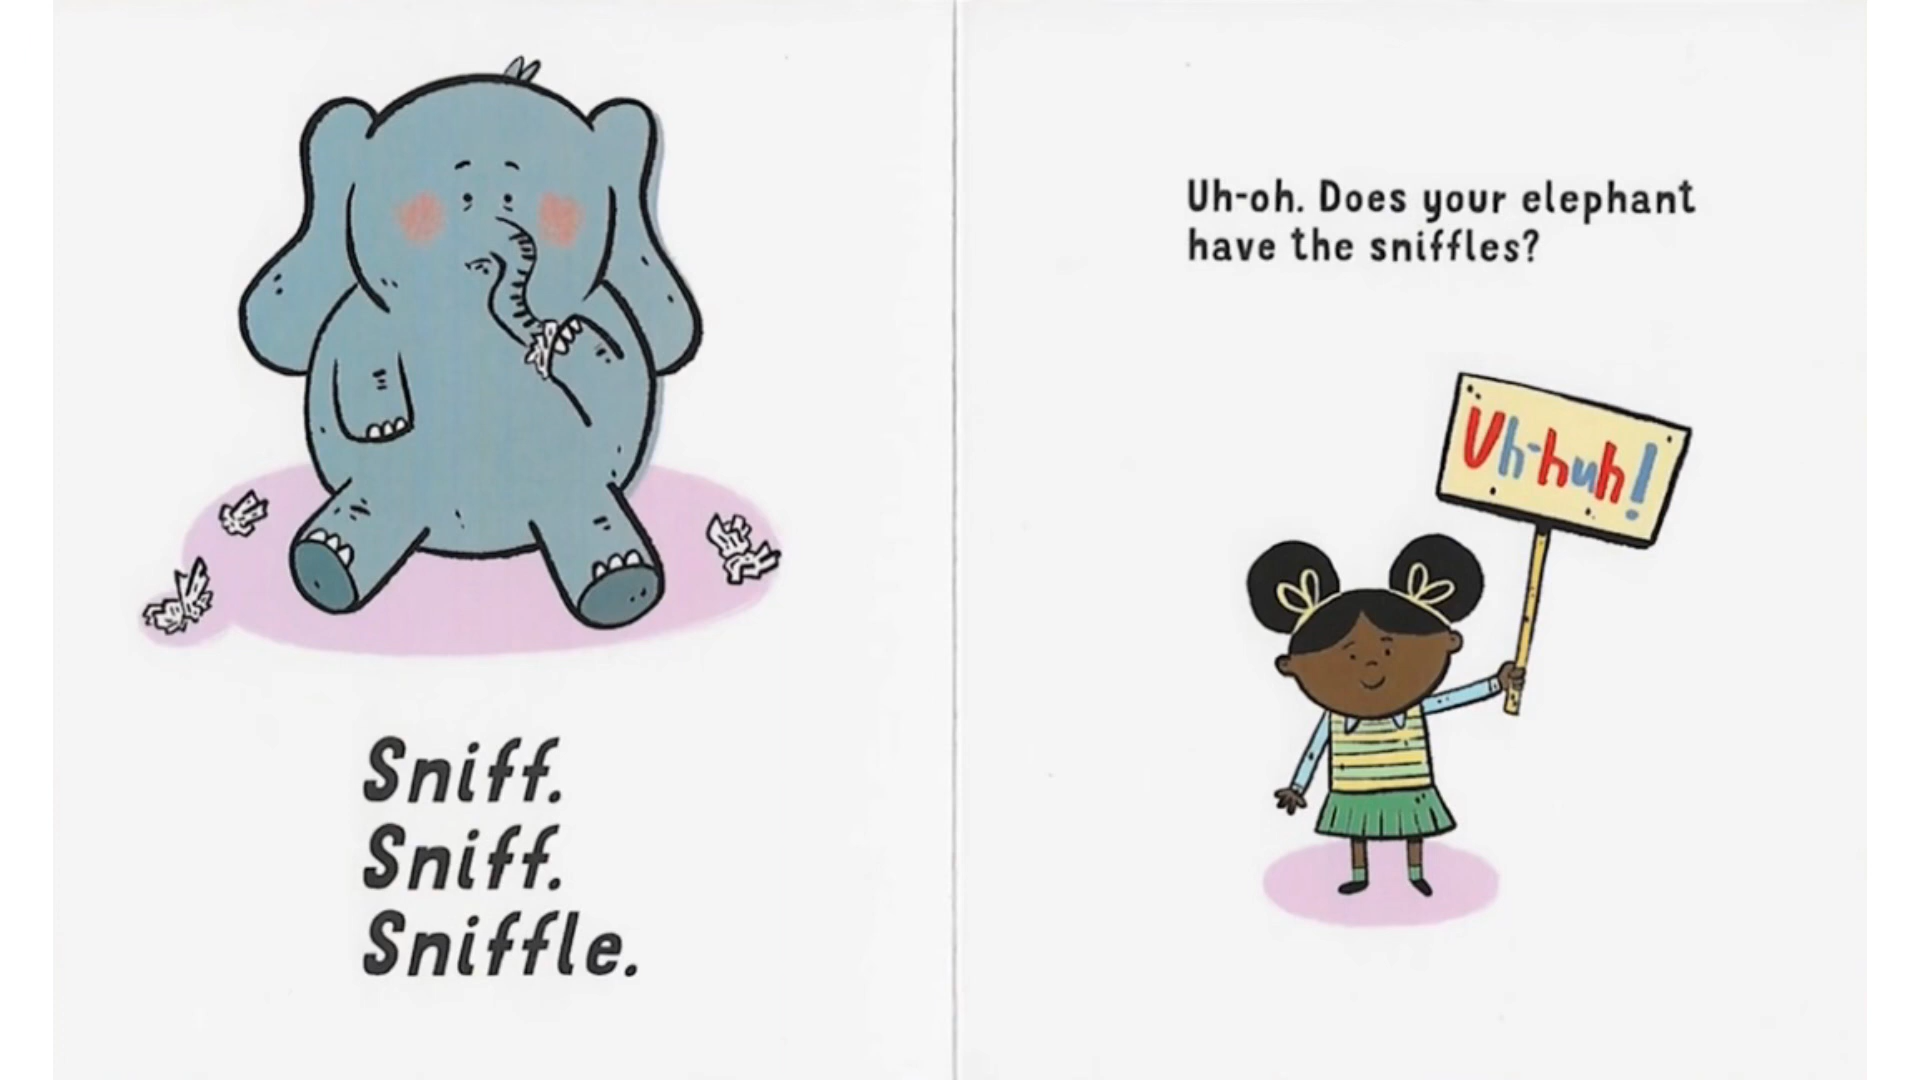 Sniff.
Sniff.
Sniffle.
Uh-oh. Does your elephant
have the sniffles?
Uh-huh!